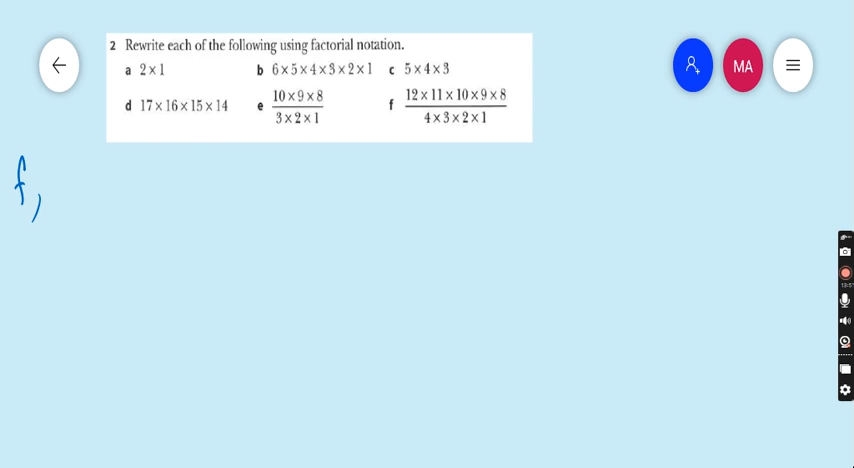 2 Rewrite each of the following using factorial notation.
a 2×1 b 6×5×4×3×2×1 c 5×4×3
d 17×16×15×14 e 10×9×8 / 3×2×1 f 12×11×10×9×8 / 4×3×2×1
MA
f,